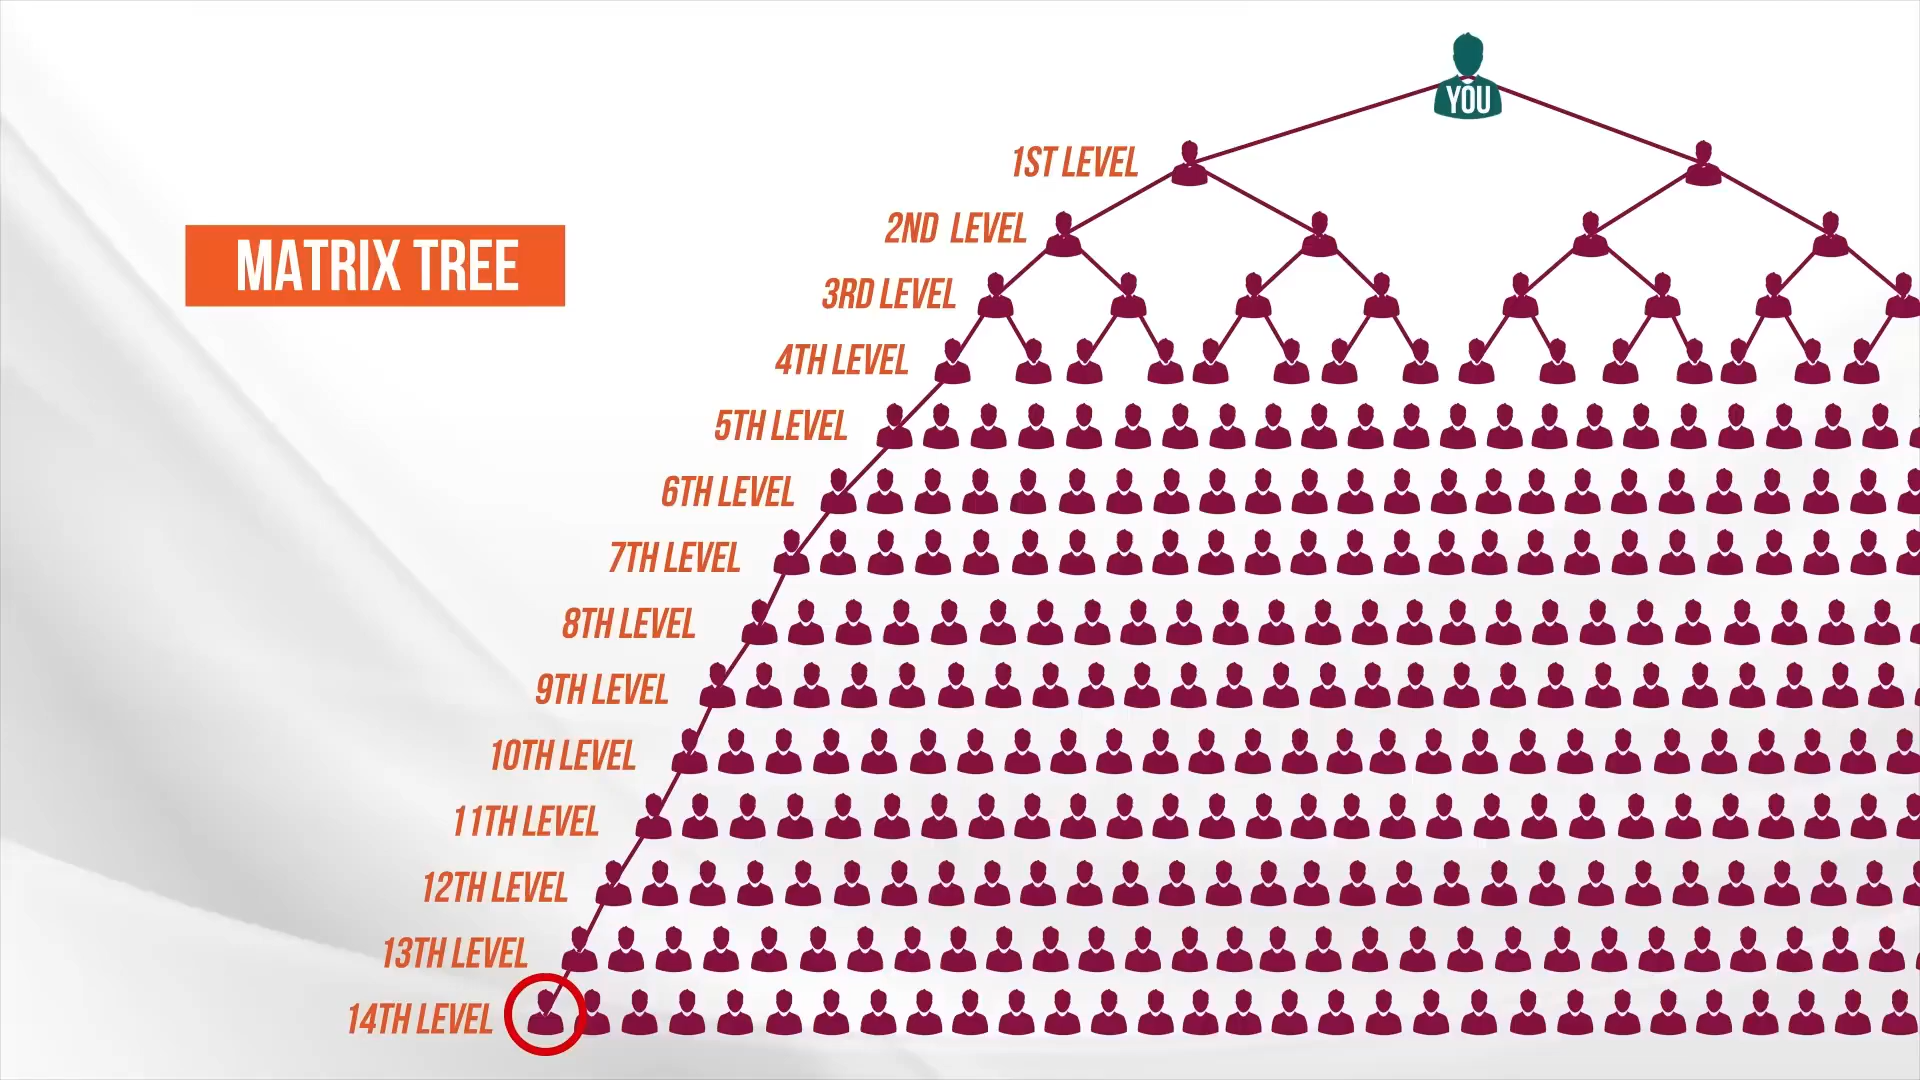 YOU
1ST LEVEL
2ND LEVEL
MATRIX TREE
3RD LEVEL
4TH LEVEL
5TH LEVEL
6TH LEVEL
7TH LEVEL
8TH LEVEL
9TH LEVEL
10TH LEVEL
11TH LEVEL
12TH LEVEL
13TH LEVEL
14TH LEVEL